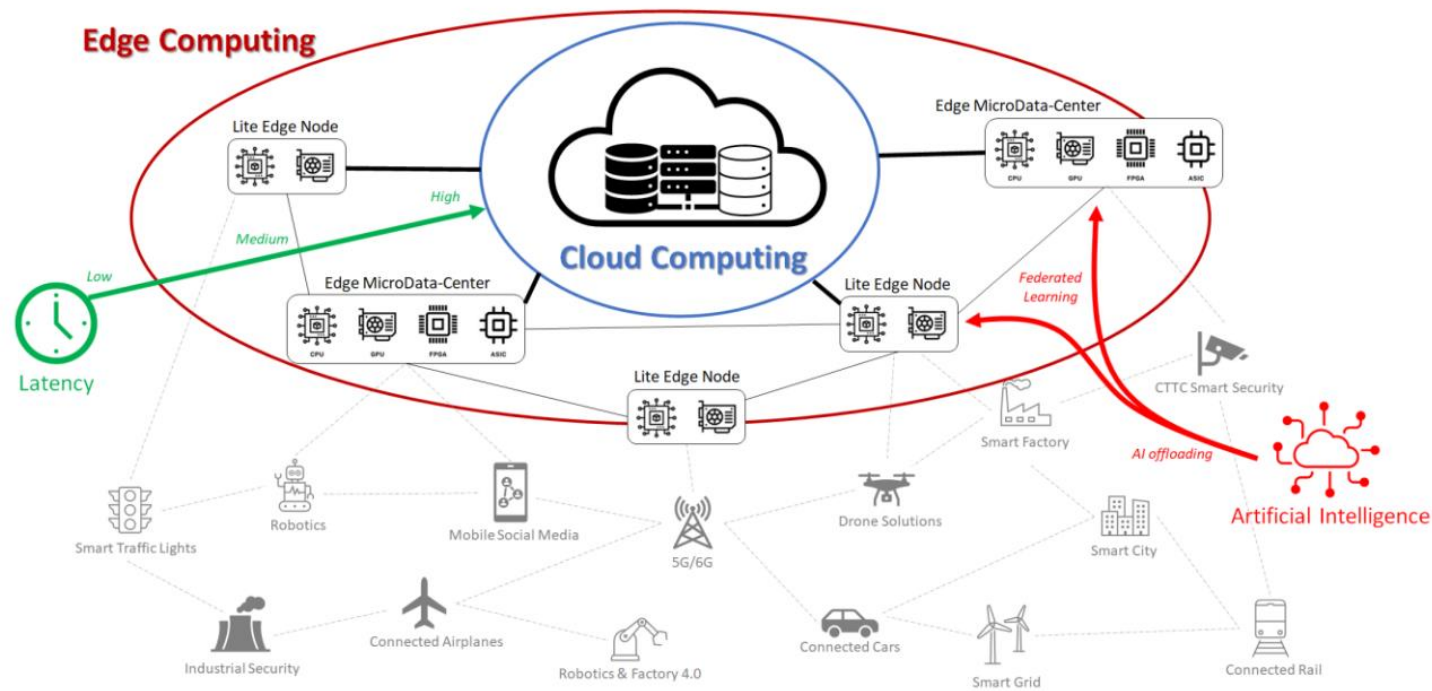 Edge Computing
Edge MicroData-Center
CPU
GPU
FPGA
ASIC
Lite Edge Node
High
Medium
Low
Cloud Computing
Latency
Edge MicroData-Center
CPU
GPU
FPGA
ASIC
Lite Edge Node
Federated
Learning
Lite Edge Node
CTTC Smart Security
Smart Factory
AI offloading
Artificial Intelligence
Smart Traffic Lights
Robotics
Mobile Social Media
5G/6G
Drone Solutions
Smart City
Industrial Security
Connected Airplanes
Robotics & Factory 4.0
Connected Cars
Smart Grid
Connected Rail